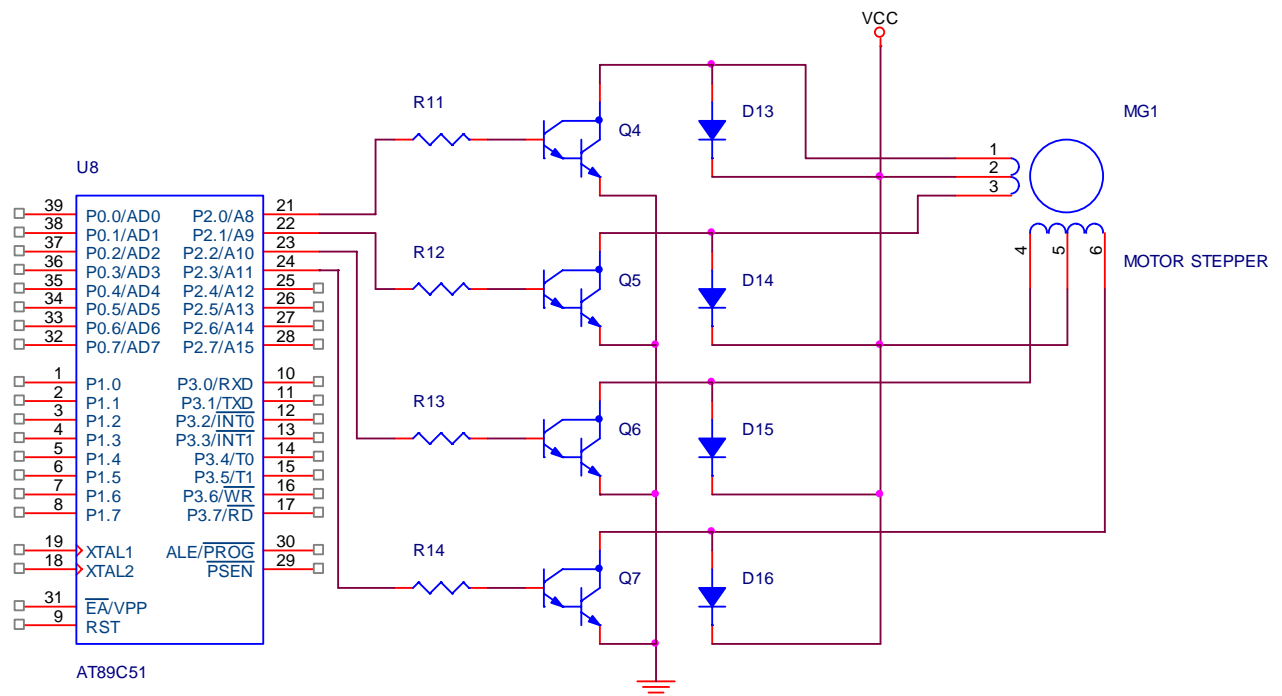 VCC
R11
Q4
D13
MG1
U8
1
2
3
39 P0.0/AD0 P2.0/A8 21
38 P0.1/AD1 P2.1/A9 22
37 P0.2/AD2 P2.2/A10 23
36 P0.3/AD3 P2.3/A11 24
35 P0.4/AD4 P2.4/A12 25
34 P0.5/AD5 P2.5/A13 26
33 P0.6/AD6 P2.6/A14 27
32 P0.7/AD7 P2.7/A15 28
R12
Q5
D14
4
5
6
MOTOR STEPPER
1 P1.0 P3.0/RXD 10
2 P1.1 P3.1/TXD 11
3 P1.2 P3.2/INT0 12
4 P1.3 P3.3/INT1 13
5 P1.4 P3.4/T0 14
6 P1.5 P3.5/T1 15
7 P1.6 P3.6/WR 16
8 P1.7 P3.7/RD 17
R13
Q6
D15
19 XTAL1 ALE/PROG 30
18 XTAL2 PSEN 29
31 EA/VPP
9 RST
R14
Q7
D16
AT89C51